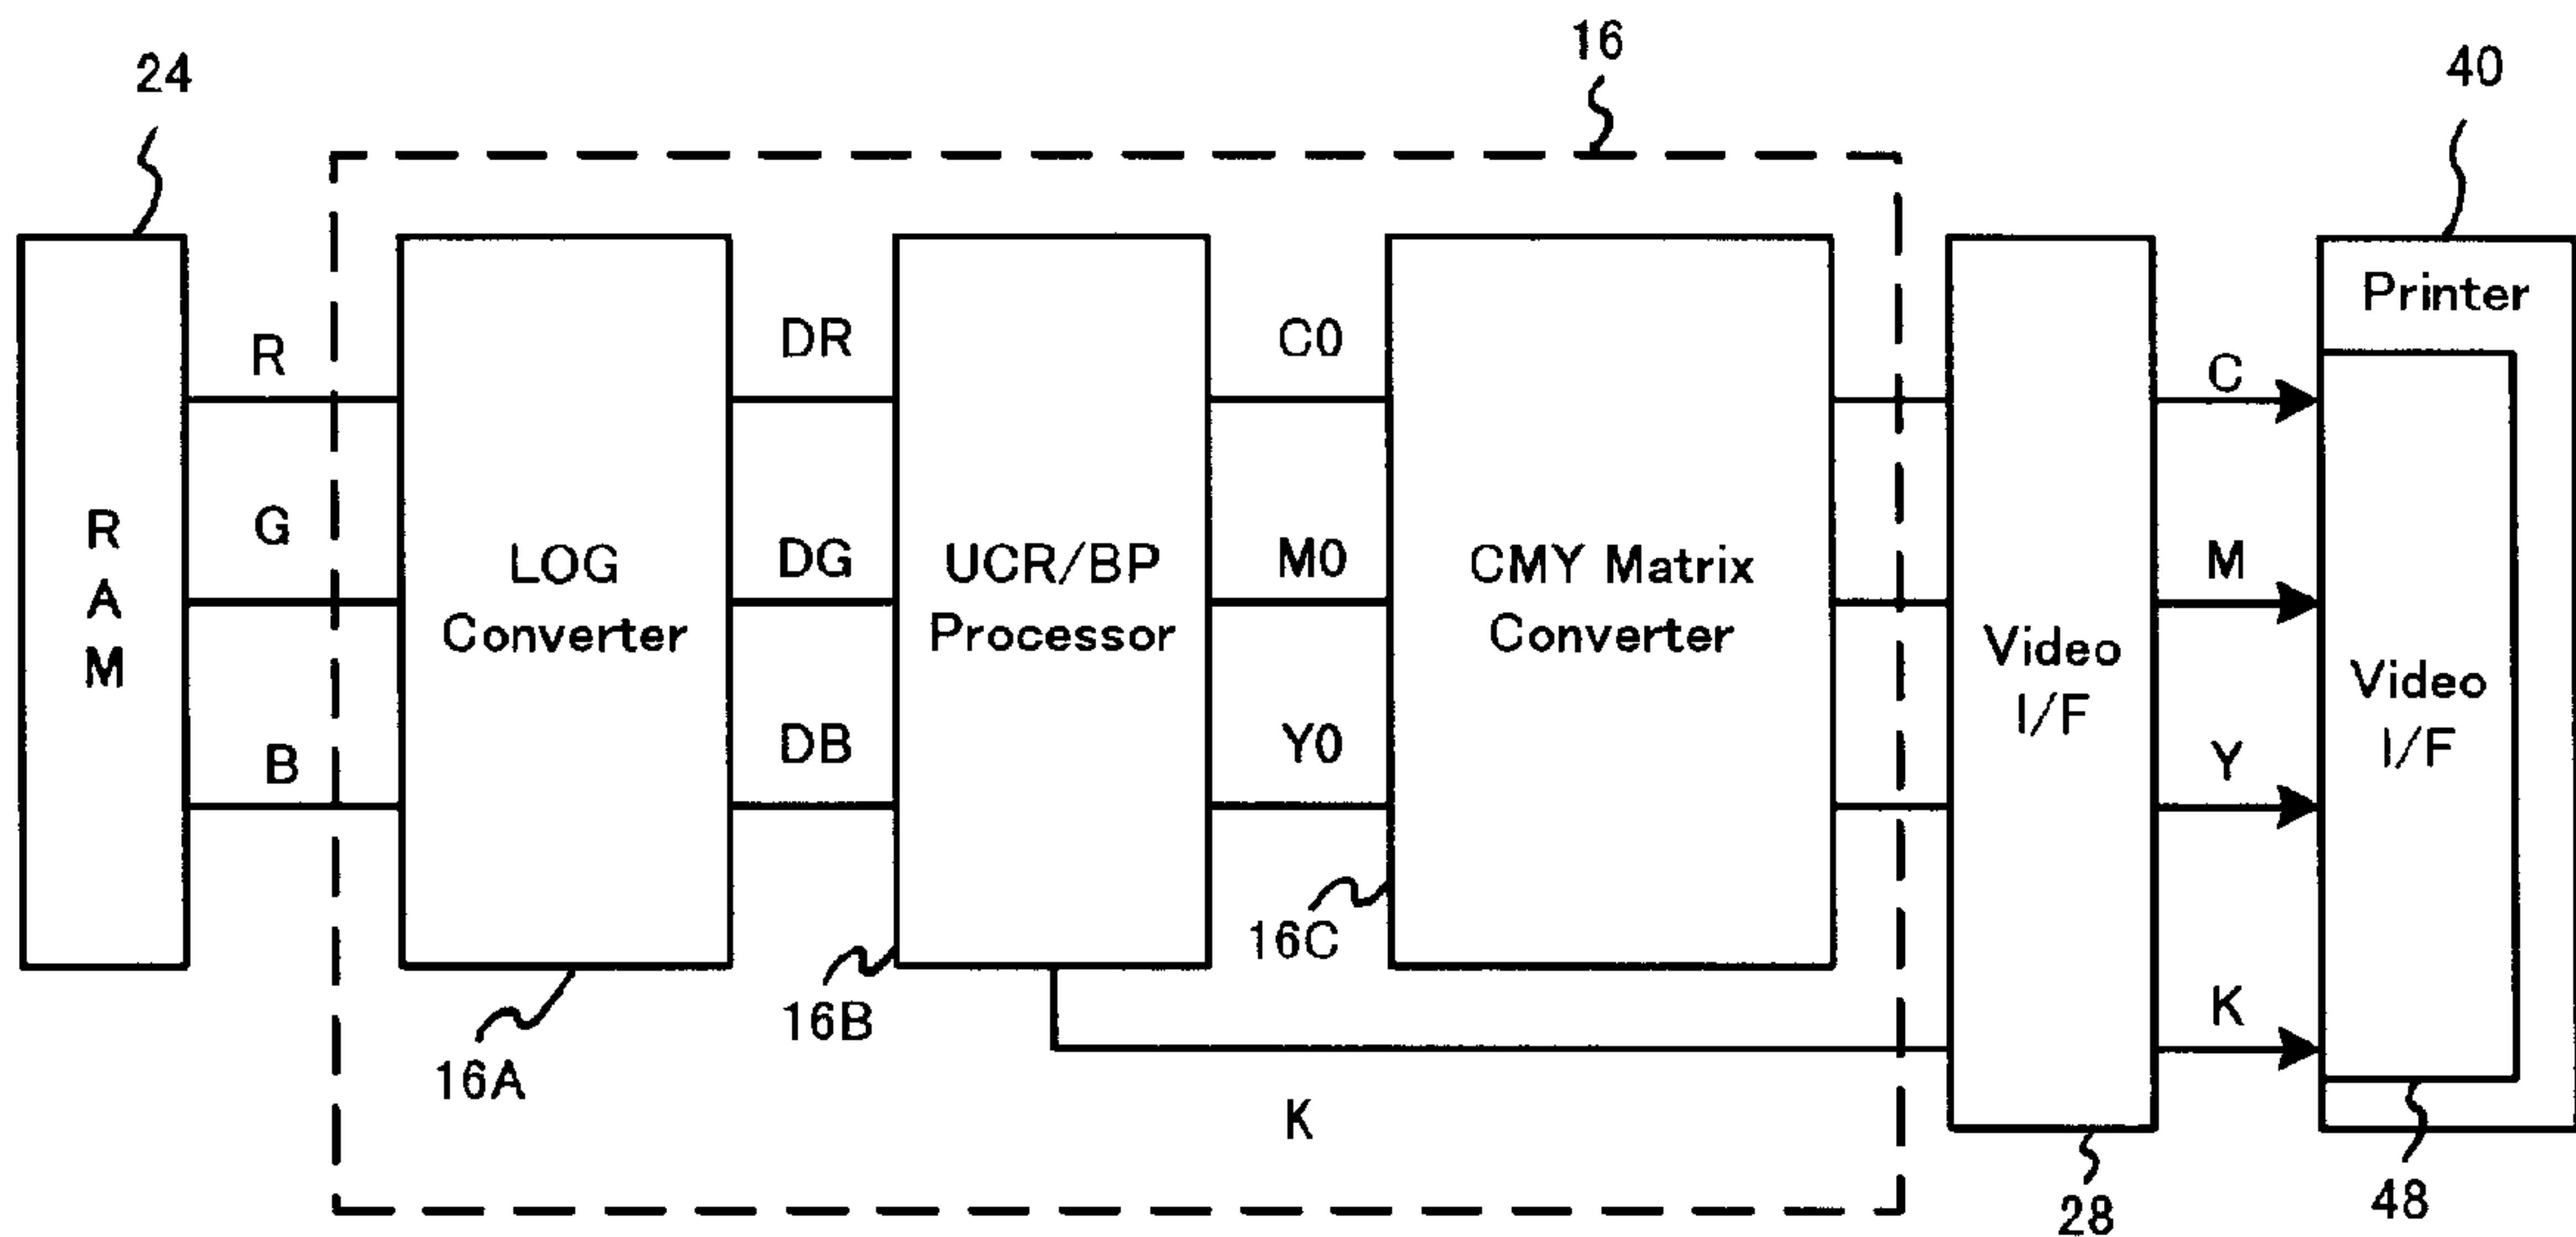 16
24
40
Printer
R
DR
C0
C
R
A
M
G
LOG
Converter
DG
UCR/BP
Processor
M0
CMY Matrix
Converter
M
Video
I/F
Video
I/F
B
DB
Y0
Y
16C
16B
16A
K
K
28
48